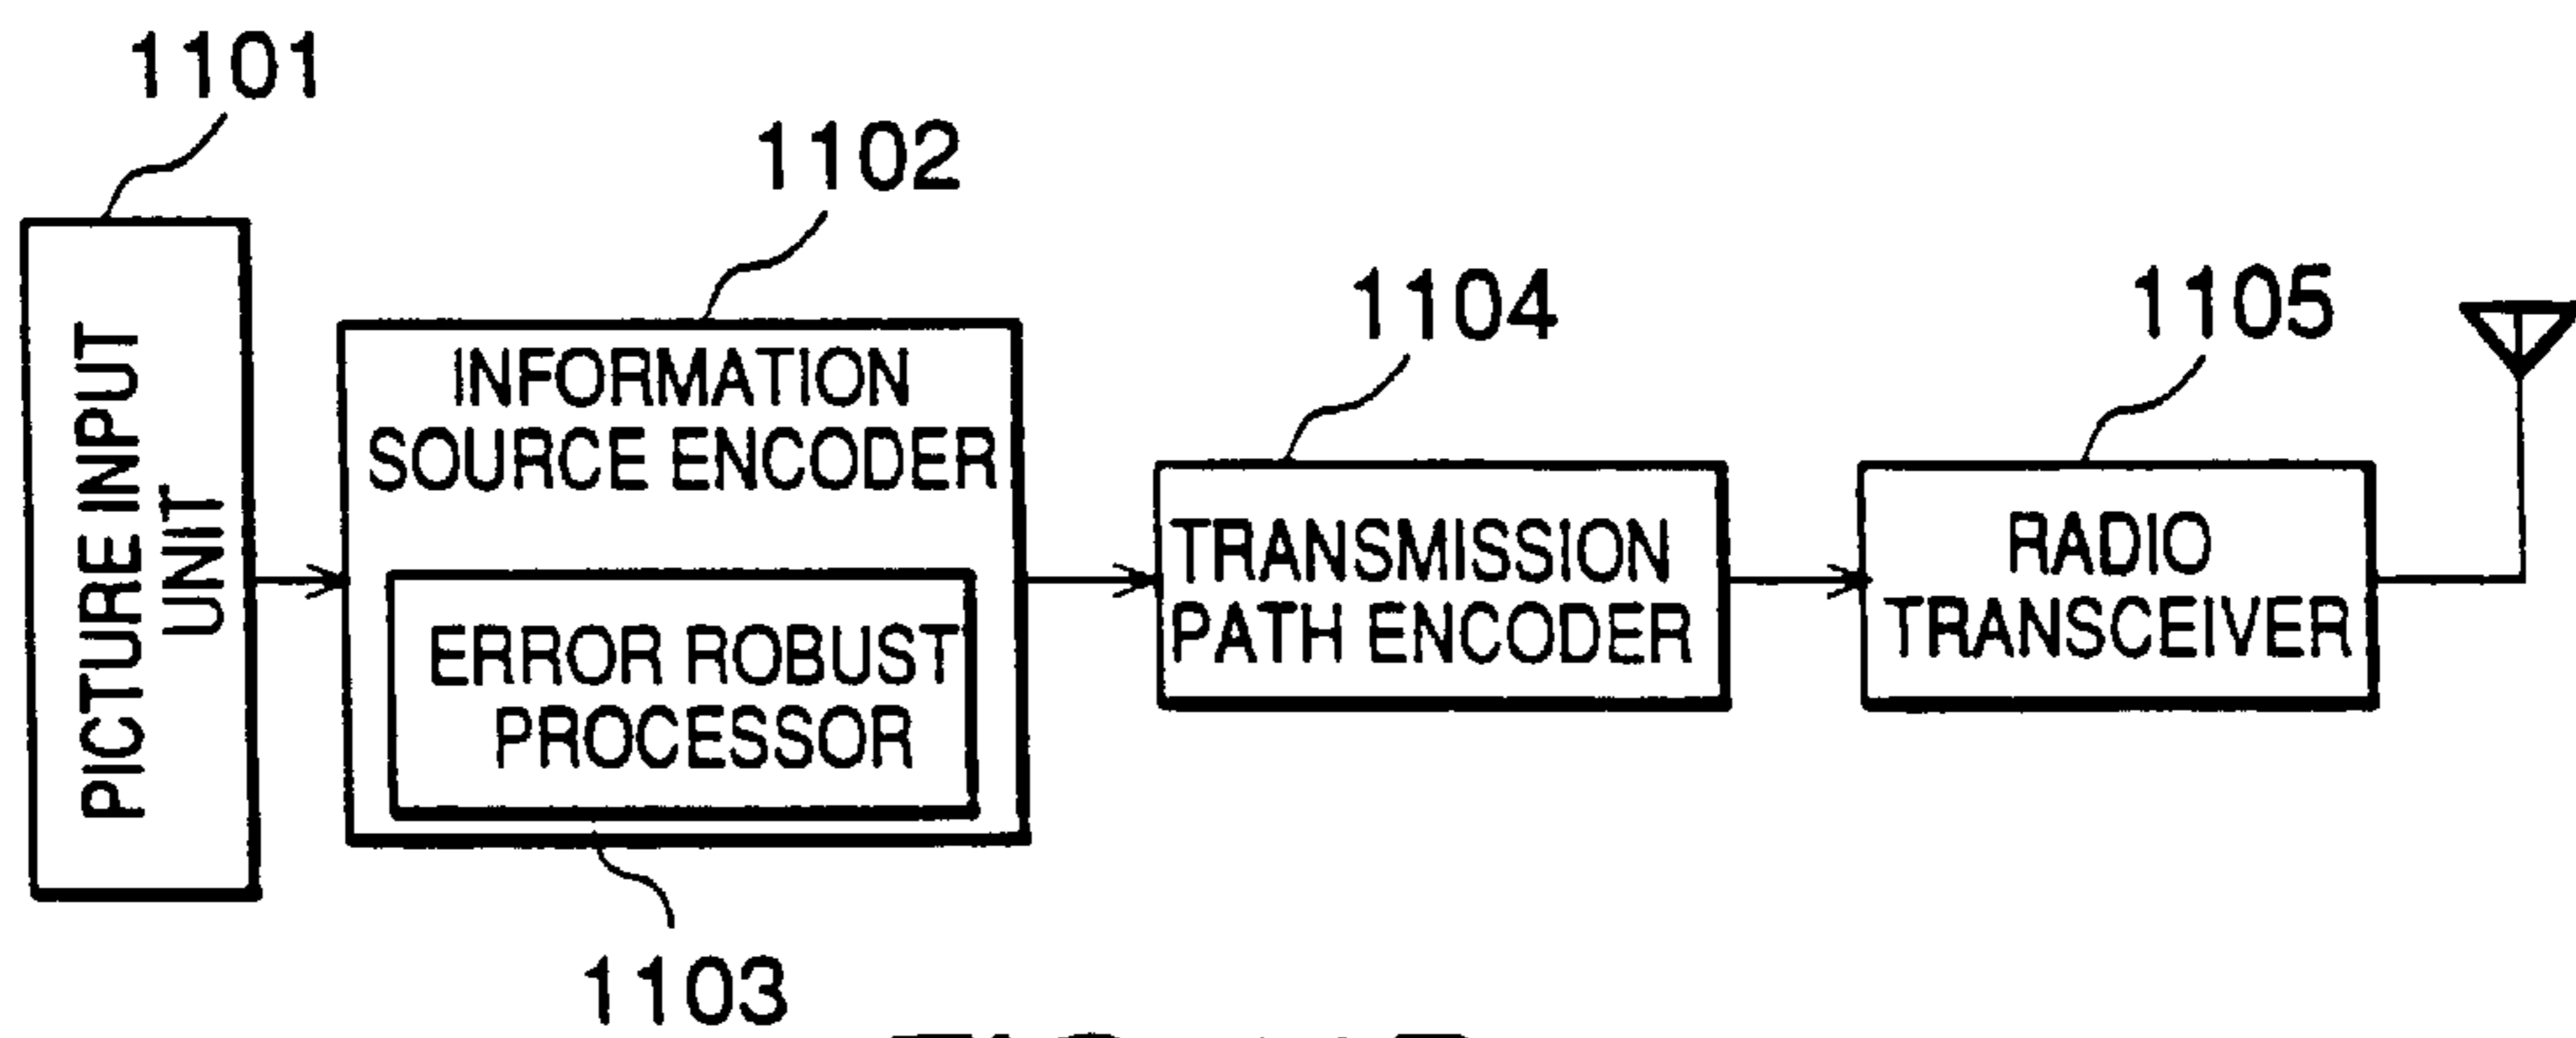 1101
1102
1104
1105
PICTURE INPUT
UNIT
INFORMATION
SOURCE ENCODER
ERROR ROBUST
PROCESSOR
TRANSMISSION
PATH ENCODER
RADIO
TRANSCEIVER
1103